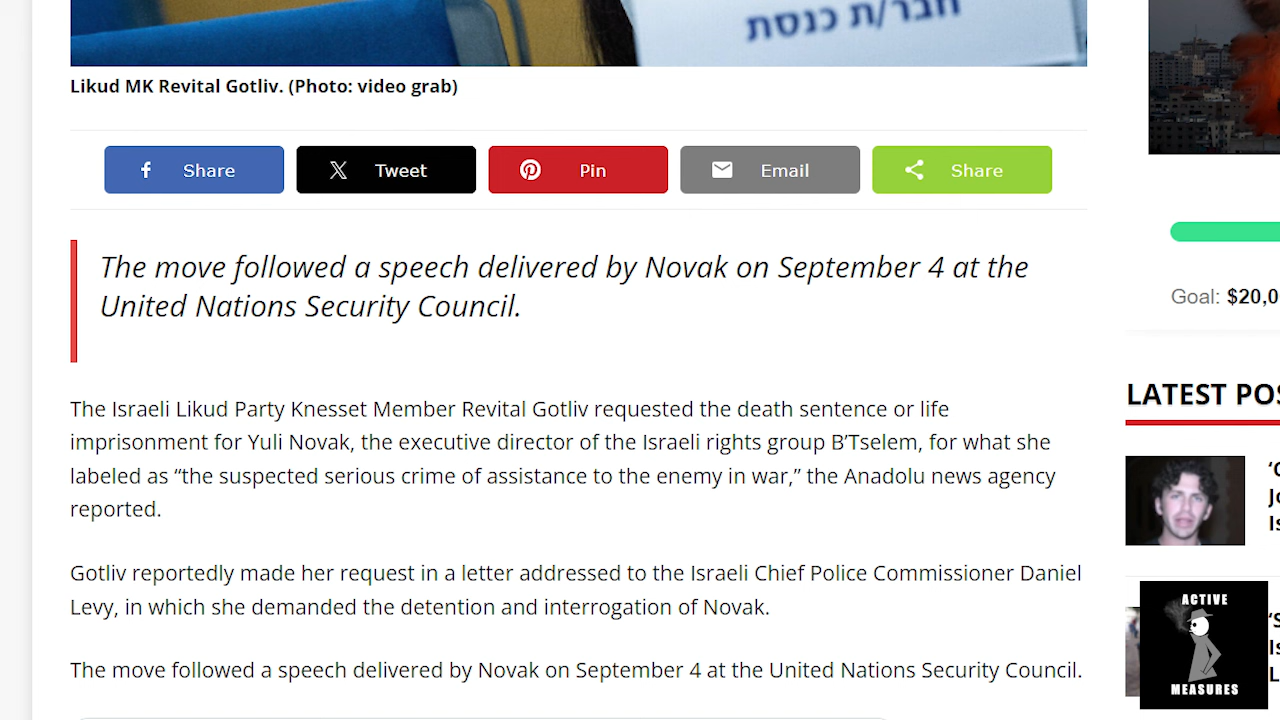 חבר/ת כנסת
Likud MK Revital Gotliv. (Photo: video grab)
Share
Tweet
Pin
Email
Share
The move followed a speech delivered by Novak on September 4 at the
United Nations Security Council.
The Israeli Likud Party Knesset Member Revital Gotliv requested the death sentence or life
imprisonment for Yuli Novak, the executive director of the Israeli rights group B’Tselem, for what she
labeled as “the suspected serious crime of assistance to the enemy in war,” the Anadolu news agency
reported.
Gotliv reportedly made her request in a letter addressed to the Israeli Chief Police Commissioner Daniel
Levy, in which she demanded the detention and interrogation of Novak.
The move followed a speech delivered by Novak on September 4 at the United Nations Security Council.
Goal: $20,0
LATEST POS
ACTIVE
MEASURES